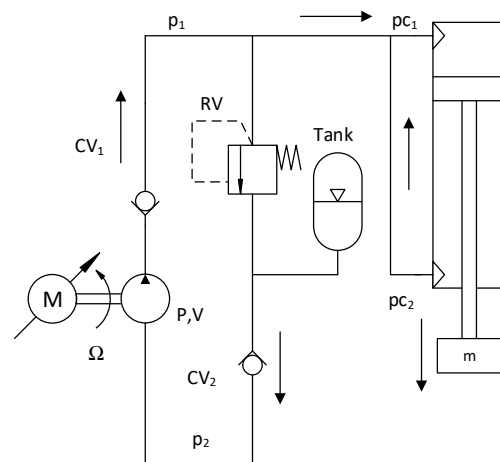 p₁
pc₁
RV
Tank
CV₁
M
P,V
Ω
pc₂
CV₂
m
p₂